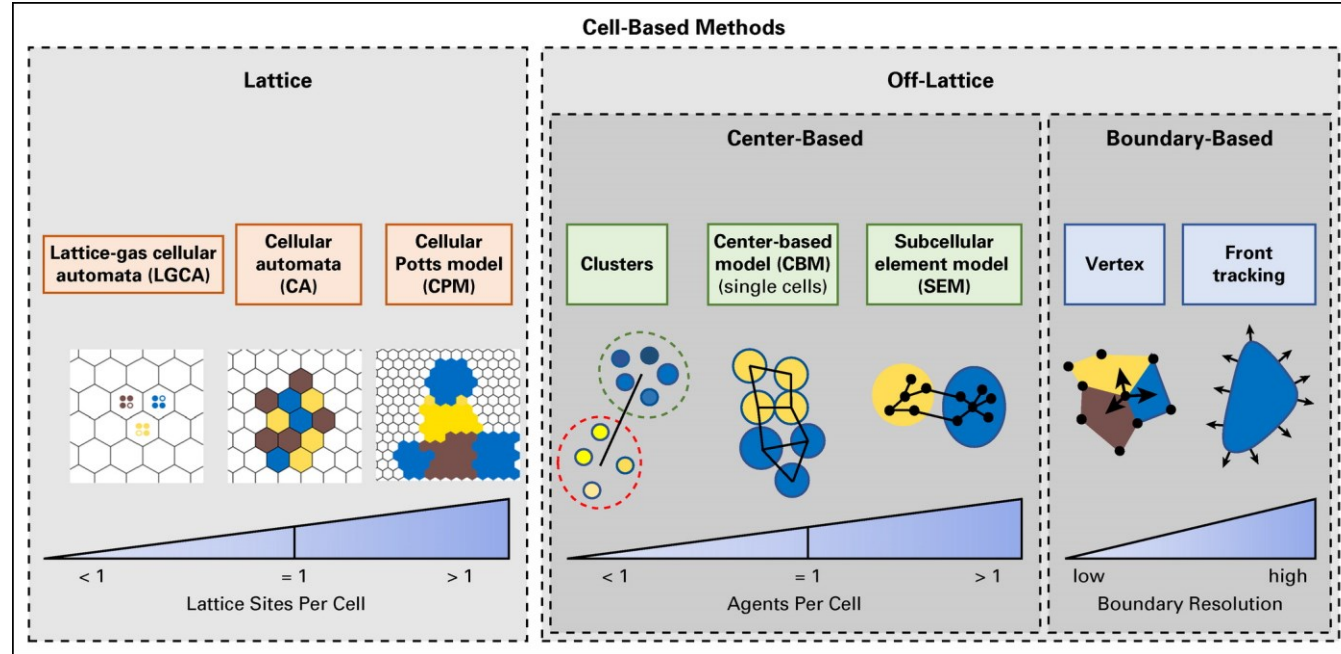 Cell-Based Methods
Lattice
Off-Lattice
Center-Based
Boundary-Based
Lattice-gas cellular
automata (LGCA)
Cellular
automata
(CA)
Cellular
Potts model
(CPM)
Clusters
Center-based
model (CBM)
(single cells)
Subcellular
element model
(SEM)
Vertex
Front
tracking
< 1
= 1
> 1
Lattice Sites Per Cell
< 1
= 1
> 1
Agents Per Cell
low
high
Boundary Resolution